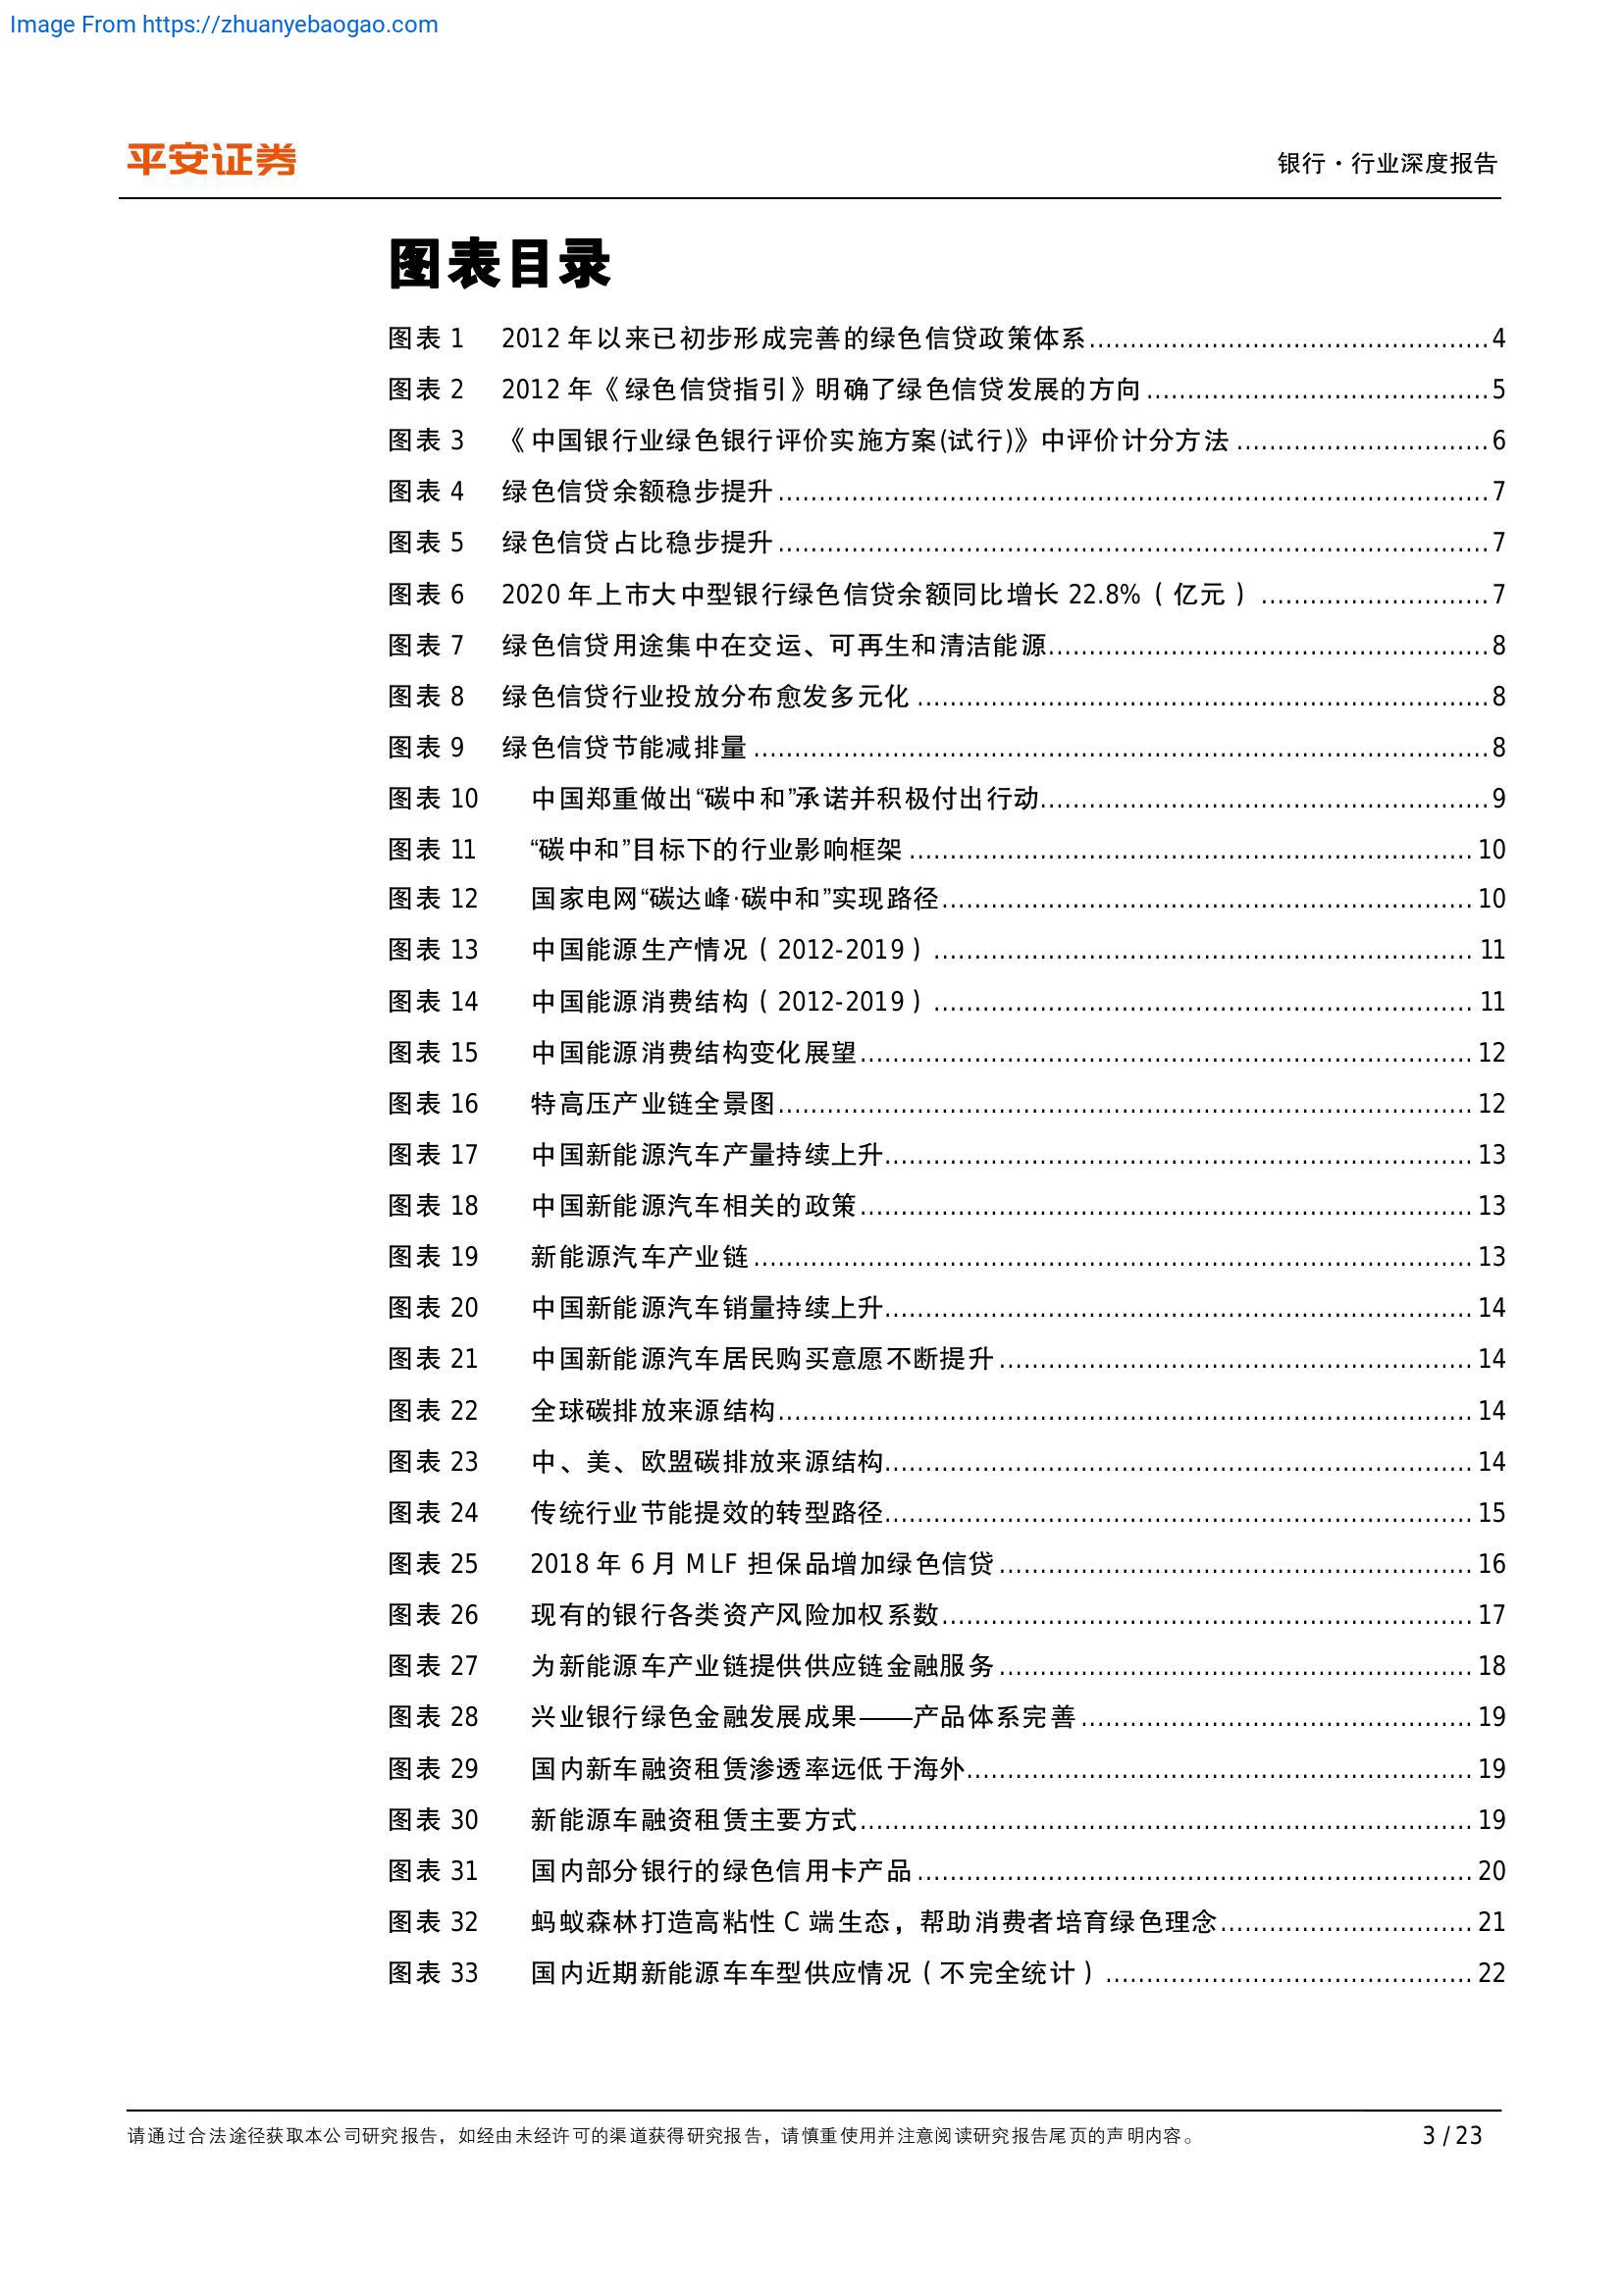 Image From https://zhuanyebaogao.com
平安证券
银行·行业深度报告
图表目录
图表 1 2012 年以来已初步形成完善的绿色信贷政策体系................................................4
图表 2 2012 年《绿色信贷指引》明确了绿色信贷发展的方向..........................................5
图表 3 《中国银行业绿色银行评价实施方案(试行)》中评价计分方法...............................6
图表 4 绿色信贷余额稳步提升.......................................................................................7
图表 5 绿色信贷占比稳步提升.......................................................................................7
图表 6 2020 年上市大中型银行绿色信贷余额同比增长 22.8%（亿元）............................7
图表 7 绿色信贷用途集中在交运、可再生和清洁能源......................................................8
图表 8 绿色信贷行业投放分布愈发多元化......................................................................8
图表 9 绿色信贷节能减排量..........................................................................................8
图表 10 中国郑重做出“碳中和”承诺并积极付出行动.......................................................9
图表 11 “碳中和”目标下的行业影响框架.....................................................................10
图表 12 国家电网“碳达峰·碳中和”实现路径.................................................................10
图表 13 中国能源生产情况（2012-2019）..................................................................11
图表 14 中国能源消费结构（2012-2019）..................................................................11
图表 15 中国能源消费结构变化展望...........................................................................12
图表 16 特高压产业链全景图.....................................................................................12
图表 17 中国新能源汽车产量持续上升........................................................................13
图表 18 中国新能源汽车相关的政策...........................................................................13
图表 19 新能源汽车产业链........................................................................................13
图表 20 中国新能源汽车销量持续上升........................................................................14
图表 21 中国新能源汽车居民购买意愿不断提升..........................................................14
图表 22 全球碳排放来源结构.....................................................................................14
图表 23 中、美、欧盟碳排放来源结构........................................................................14
图表 24 传统行业节能提效的转型路径........................................................................15
图表 25 2018 年 6 月 MLF 担保品增加绿色信贷..........................................................16
图表 26 现有的银行各类资产风险加权系数.................................................................17
图表 27 为新能源车产业链提供供应链金融服务..........................................................18
图表 28 兴业银行绿色金融发展成果——产品体系完善................................................19
图表 29 国内新车融资租赁渗透率远低于海外..............................................................19
图表 30 新能源车融资租赁主要方式...........................................................................19
图表 31 国内部分银行的绿色信用卡产品....................................................................20
图表 32 蚂蚁森林打造高粘性 C 端生态，帮助消费者培育绿色理念...............................21
图表 33 国内近期新能源车车型供应情况（不完全统计）.............................................22
请通过合法途径获取本公司研究报告，如经由未经许可的渠道获得研究报告，请慎重使用并注意阅读研究报告尾页的声明内容。
3 / 23